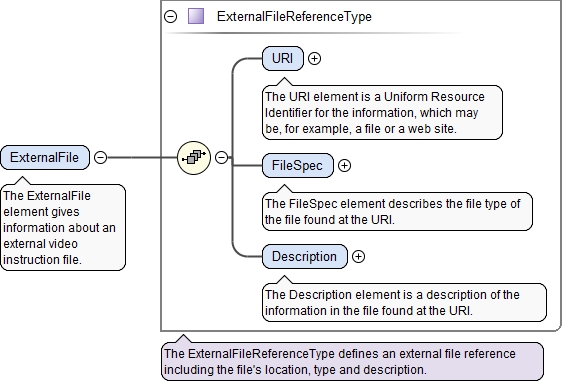 ExternalFileReferenceType
URI
The URI element is a Uniform Resource
Identifier for the information, which may
be, for example, a file or a web site.
ExternalFile
The ExternalFile
element gives
information about an
external video
instruction file.
FileSpec
The FileSpec element describes the file type of
the file found at the URI.
Description
The Description element is a description of the
information in the file found at the URI.
The ExternalFileReferenceType defines an external file reference
including the file's location, type and description.